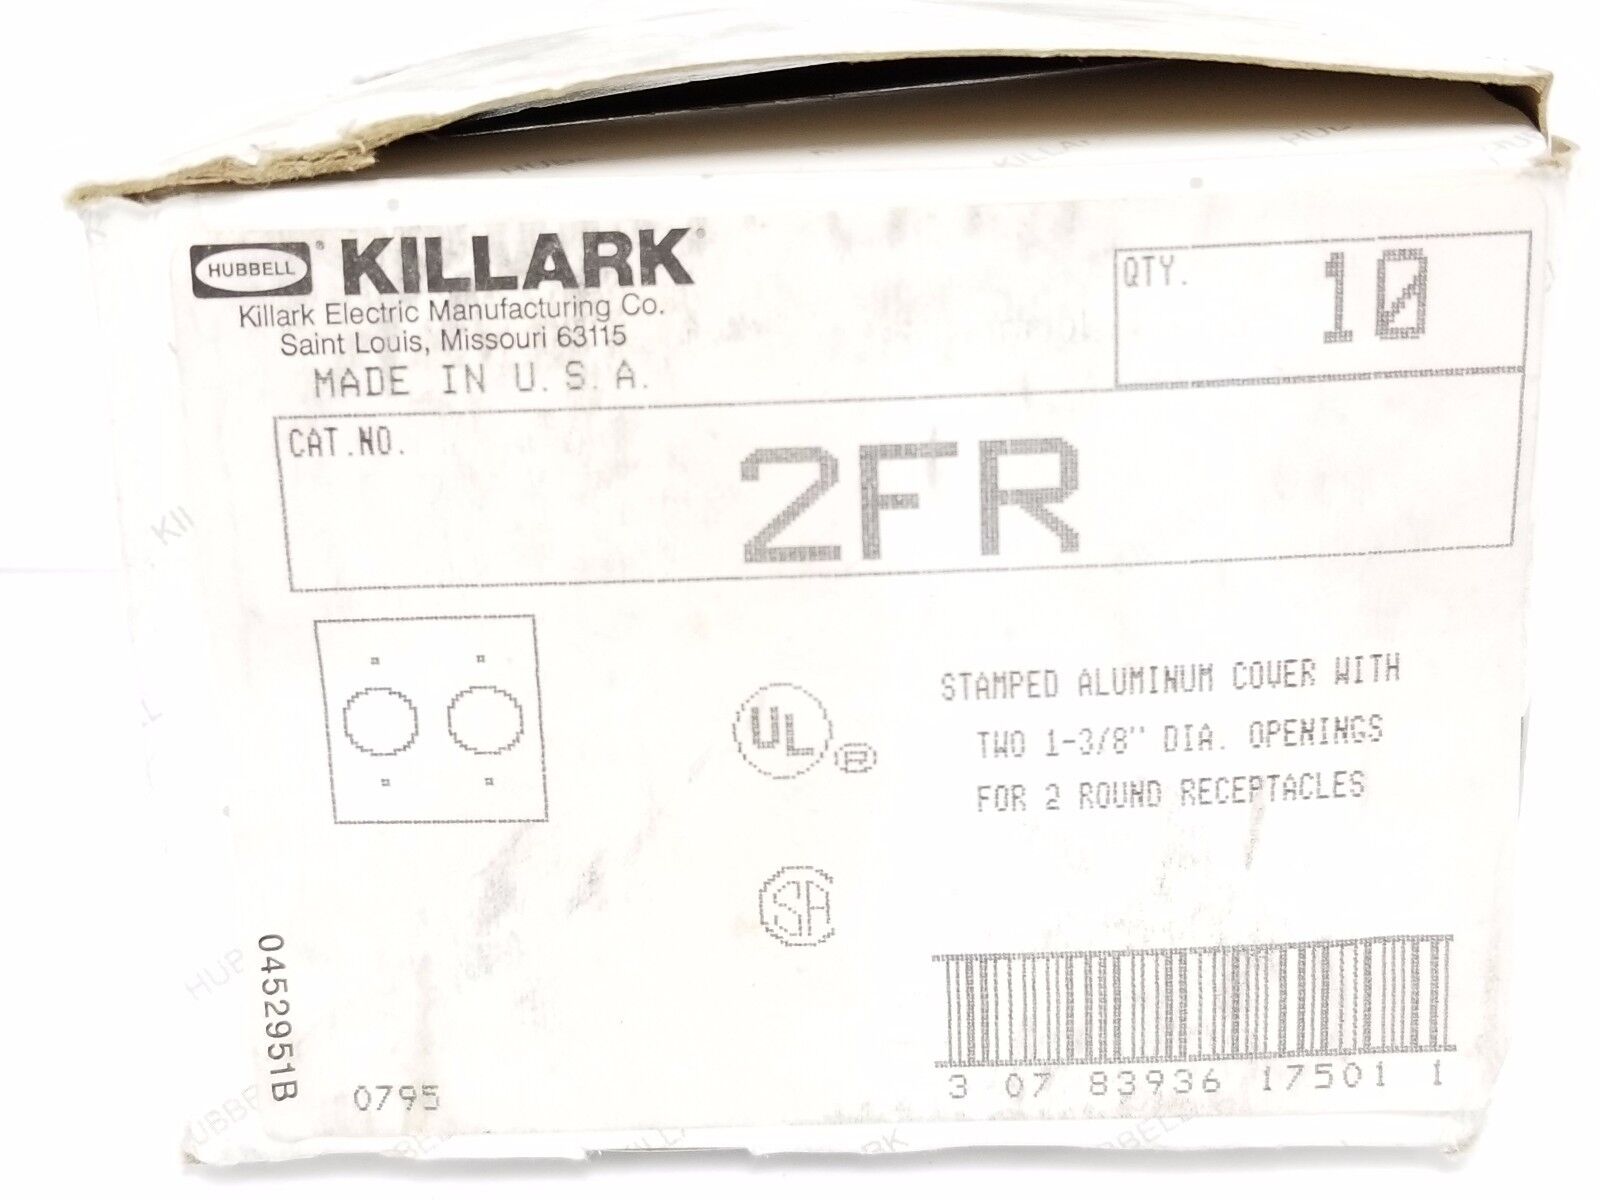 HUBBELL KILLARK
Killark Electric Manufacturing Co.
Saint Louis, Missouri 63115
MADE IN U.S.A.
QTY. 10
CAT.NO. 2FR
UL ®
STAMPED ALUMINUM COVER WITH
TWO 1-3/8" DIA. OPENINGS
FOR 2 ROUND RECEPTACLES
SA
0452951B
0795
3 07 83936 17501 1